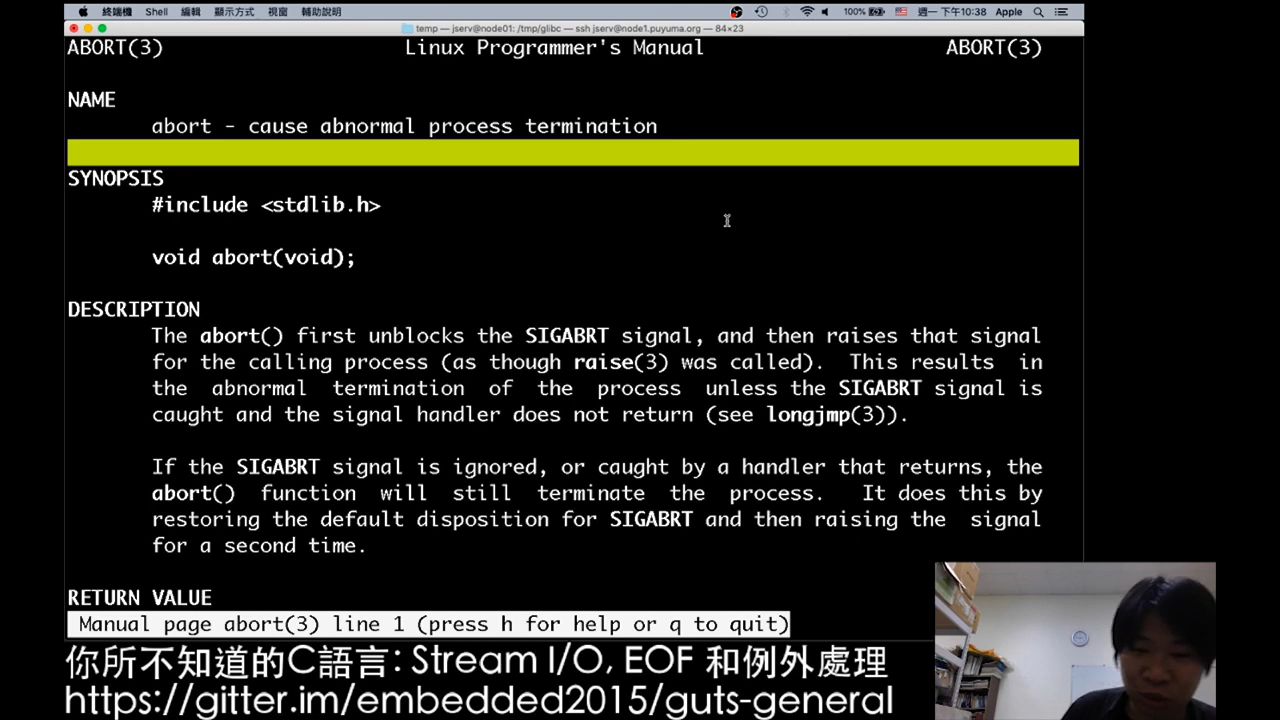 終端機 Shell 編輯 顯示方式 視窗 輔助說明 100% 週一 下午10:38 Apple
temp — jserv@node01: /tmp/glibc — ssh jserv@node1.puyuma.org — 84×23
ABORT(3) Linux Programmer's Manual ABORT(3)
NAME
abort - cause abnormal process termination
SYNOPSIS
#include <stdlib.h>
void abort(void);
DESCRIPTION
The abort() first unblocks the SIGABRT signal, and then raises that signal
for the calling process (as though raise(3) was called). This results in
the abnormal termination of the process unless the SIGABRT signal is
caught and the signal handler does not return (see longjmp(3)).
If the SIGABRT signal is ignored, or caught by a handler that returns, the
abort() function will still terminate the process. It does this by
restoring the default disposition for SIGABRT and then raising the signal
for a second time.
RETURN VALUE
Manual page abort(3) line 1 (press h for help or q to quit)
你所不知道的C語言: Stream I/O, EOF 和例外處理
https://gitter.im/embedded2015/guts-general